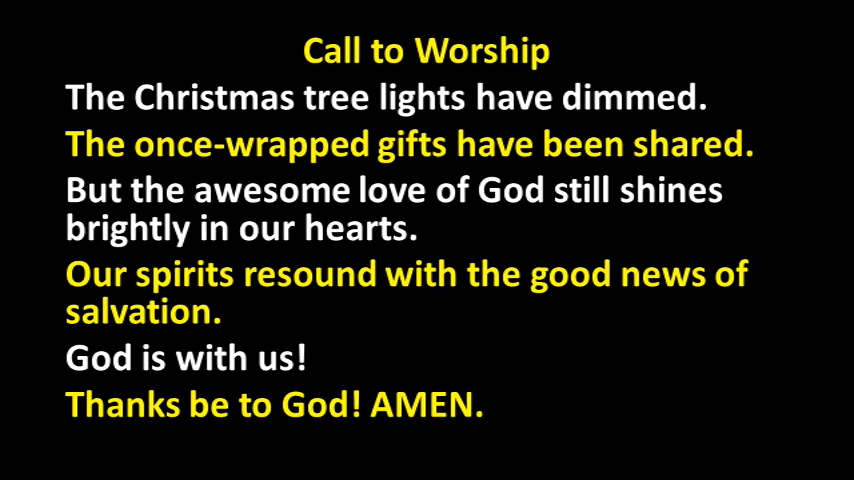 Call to Worship
The Christmas tree lights have dimmed.
The once-wrapped gifts have been shared.
But the awesome love of God still shines
brightly in our hearts.
Our spirits resound with the good news of
salvation.
God is with us!
Thanks be to God! AMEN.